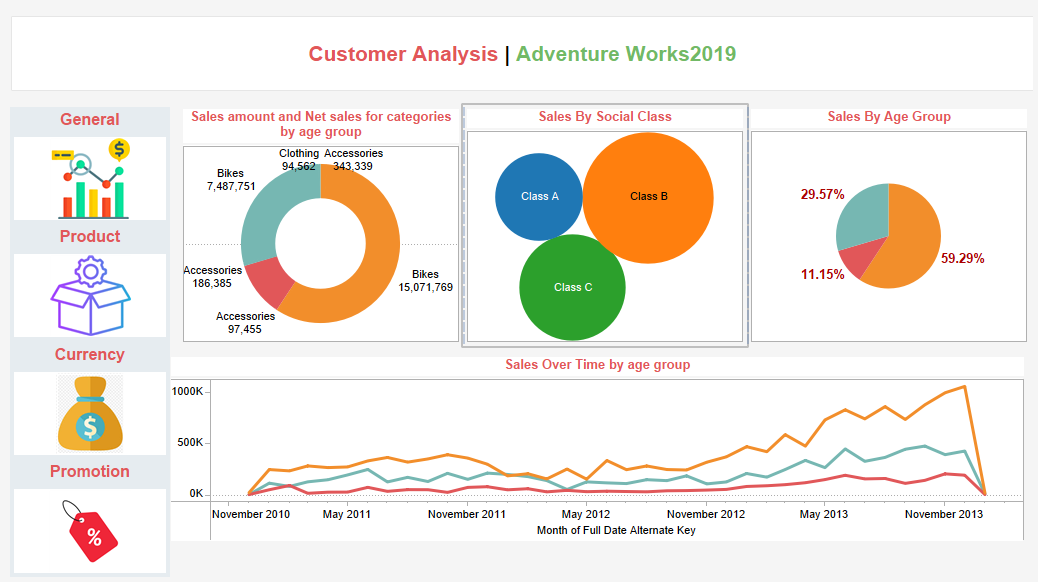 Customer Analysis | Adventure Works2019
General
Product
Currency
Promotion
$
$
%
Sales amount and Net sales for categories
by age group
Clothing
94,562
Accessories
343,339
Bikes
7,487,751
Accessories
186,385
Accessories
97,455
Bikes
15,071,769
Sales By Social Class
Class A
Class B
Class C
Sales By Age Group
29.57%
11.15%
59.29%
Sales Over Time by age group
1000K
500K
0K
November 2010
May 2011
November 2011
May 2012
November 2012
May 2013
November 2013
Month of Full Date Alternate Key